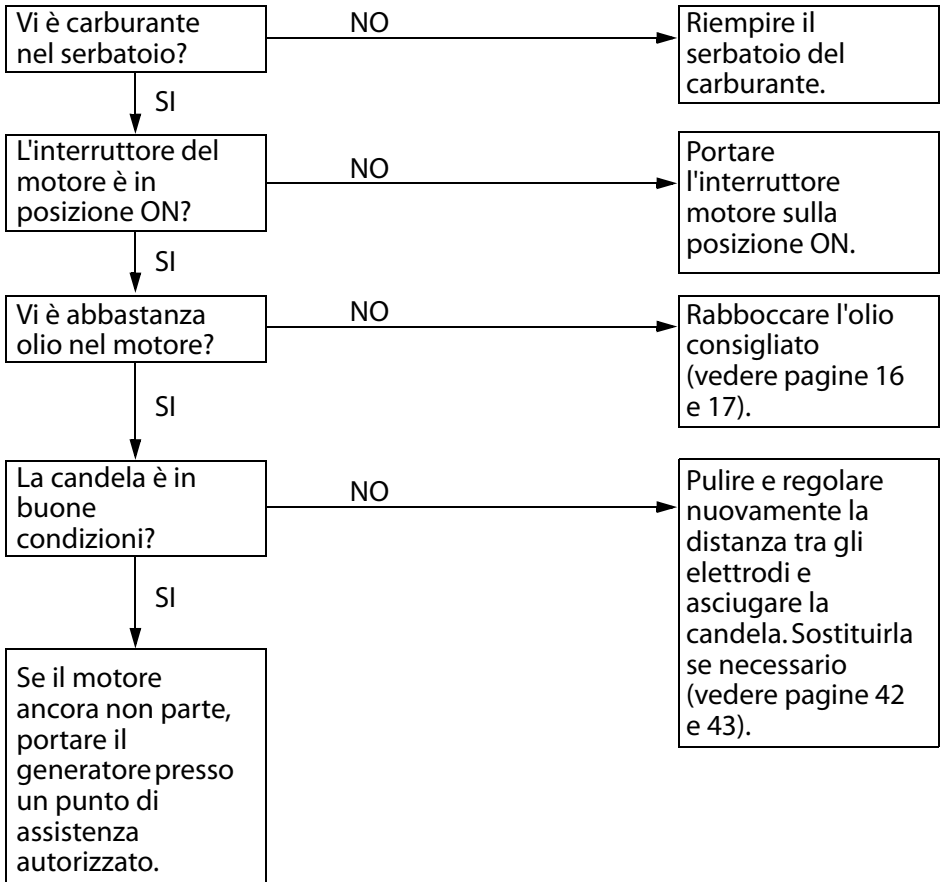 Vi è carburante
nel serbatoio?
NO
Riempire il
serbatoio del
carburante.
SI
L'interruttore del
motore è in
posizione ON?
NO
Portare
l'interruttore
motore sulla
posizione ON.
SI
Vi è abbastanza
olio nel motore?
NO
Rabboccare l'olio
consigliato
(vedere pagine 16
e 17).
SI
La candela è in
buone
condizioni?
NO
Pulire e regolare
nuovamente la
distanza tra gli
elettrodi e
asciugare la
candela. Sostituirla
se necessario
(vedere pagine 42
e 43).
SI
Se il motore
ancora non parte,
portare il
generatore presso
un punto di
assistenza
autorizzato.